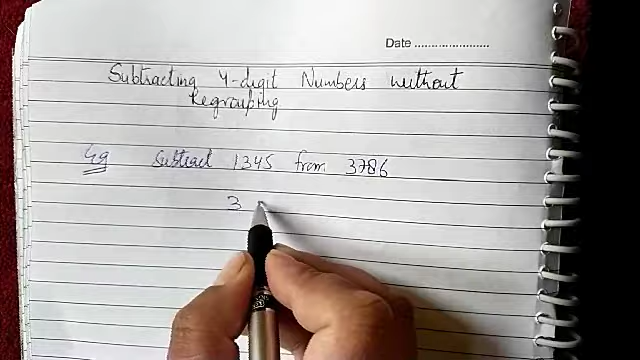 Date ........................
Subtracting 4-digit Numbers without
Regrouping
Eg Subtract 1345 from 3786
3